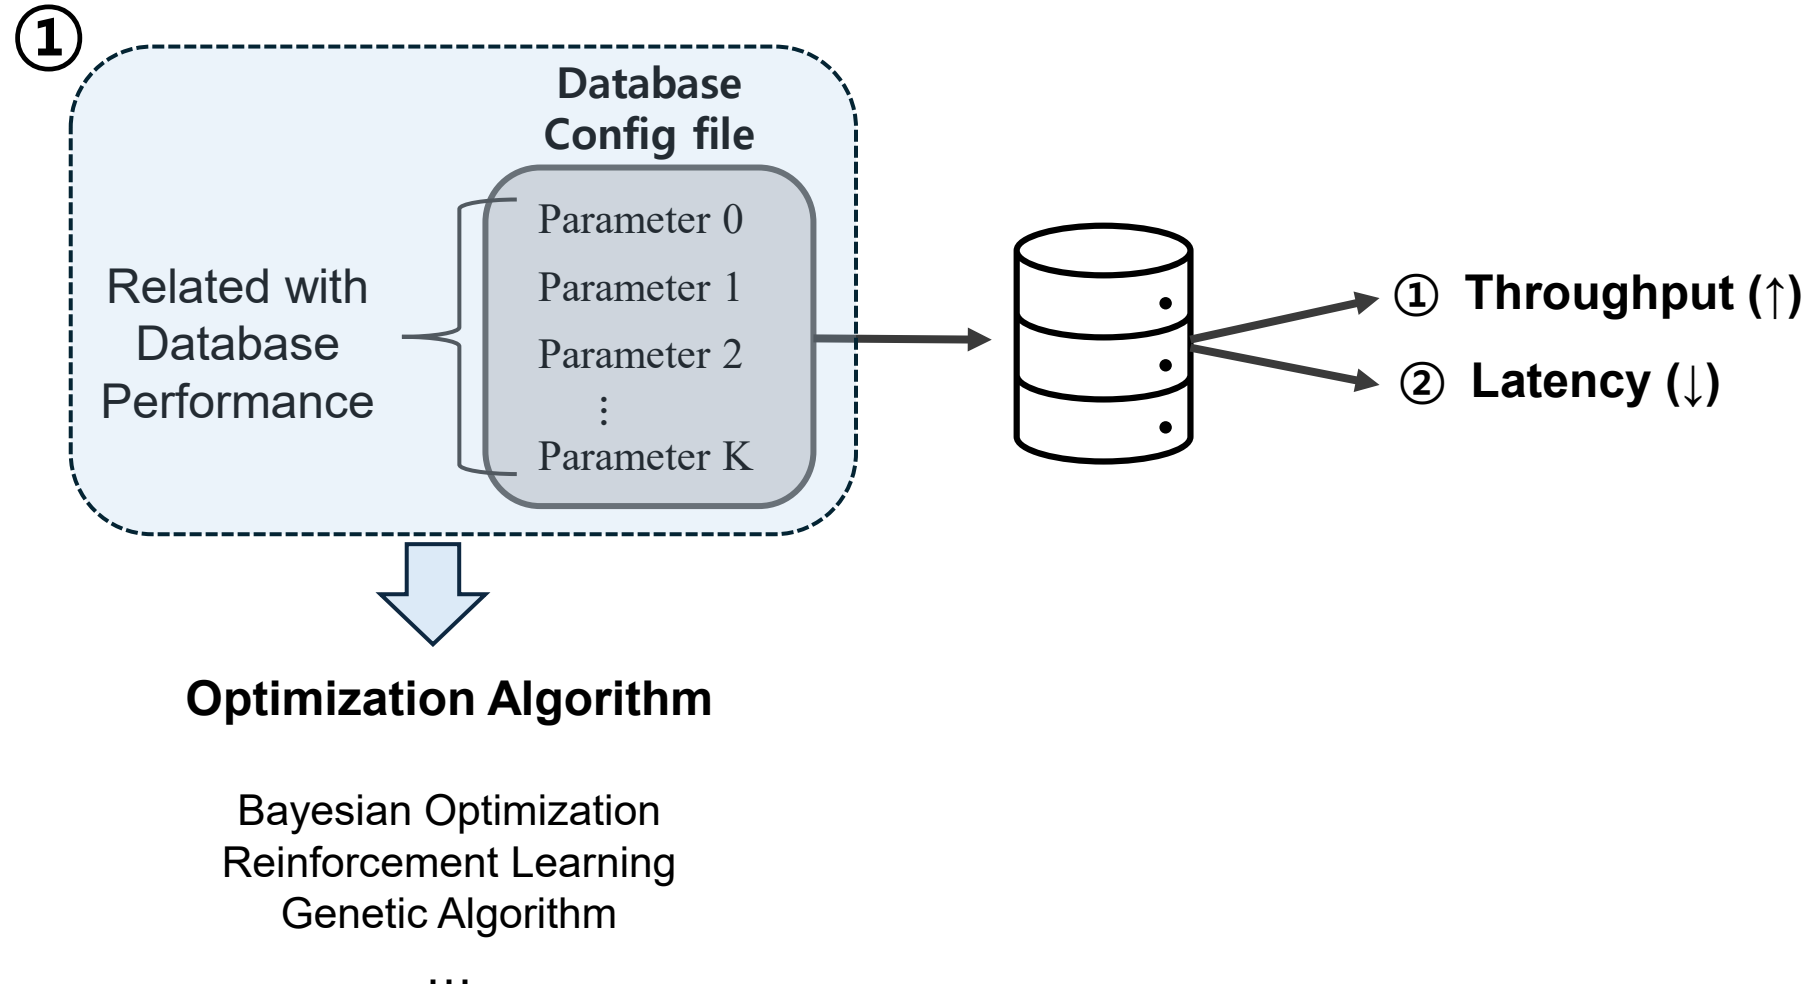 ①
Database
Config file
Related with
Database
Performance
Parameter 0
Parameter 1
Parameter 2
⋮
Parameter K
① Throughput (↑)
② Latency (↓)
Optimization Algorithm
Bayesian Optimization
Reinforcement Learning
Genetic Algorithm
...